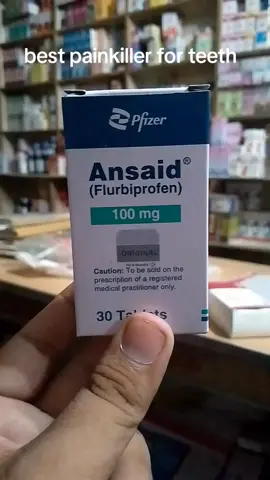 best painkiller for teeth
Pfizer
Ansaid®
(Flurbiprofen)
100 mg
ORIGINAL
Caution: To be sold on the
prescription of a registered
medical practitioner only.
30 Tablets